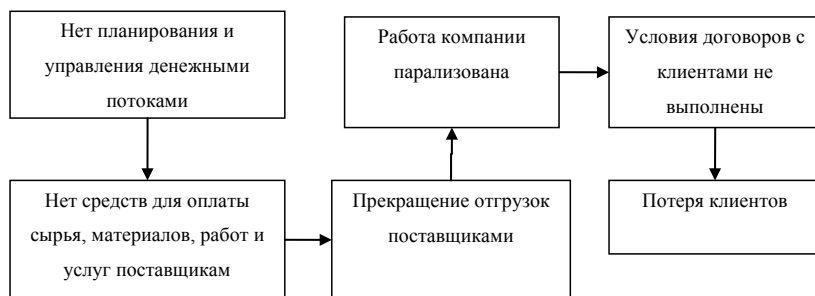 Нет планирования и
управления денежными
потоками
Нет средств для оплаты
сырья, материалов, работ и
услуг поставщикам
Прекращение отгрузок
поставщиками
Работа компании
парализована
Условия договоров с
клиентами не
выполнены
Потеря клиентов